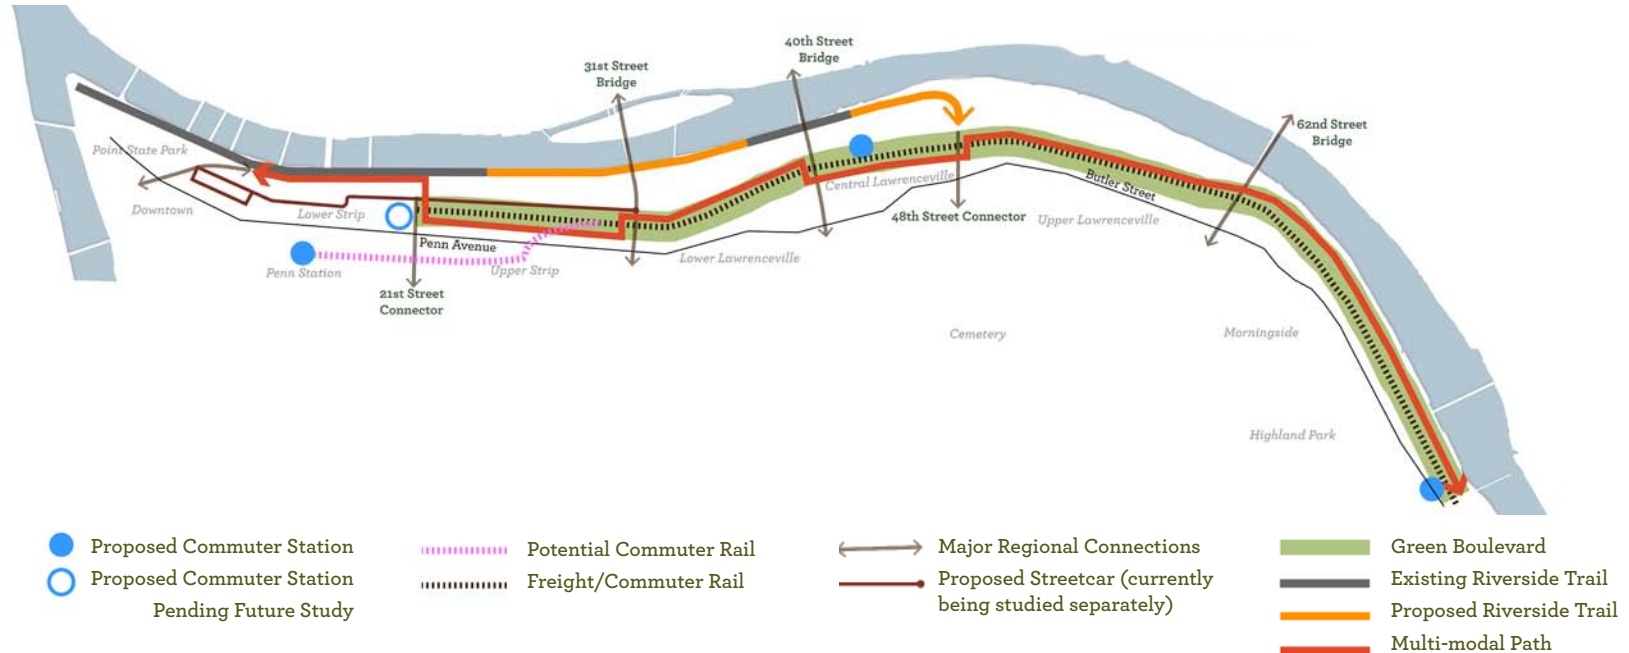 40th Street
Bridge
31st Street
Bridge
62nd Street
Bridge
Point State Park
Central Lawrenceville
Butler Street
Downtown
Lower Strip
48th Street Connector
Upper Lawrenceville
Penn Avenue
Lower Lawrenceville
Penn Station
Upper Strip
21st Street
Connector
Cemetery
Morningside
Highland Park
Proposed Commuter Station
Proposed Commuter Station
Pending Future Study
Potential Commuter Rail
Freight/Commuter Rail
Major Regional Connections
Proposed Streetcar (currently
being studied separately)
Green Boulevard
Existing Riverside Trail
Proposed Riverside Trail
Multi-modal Path